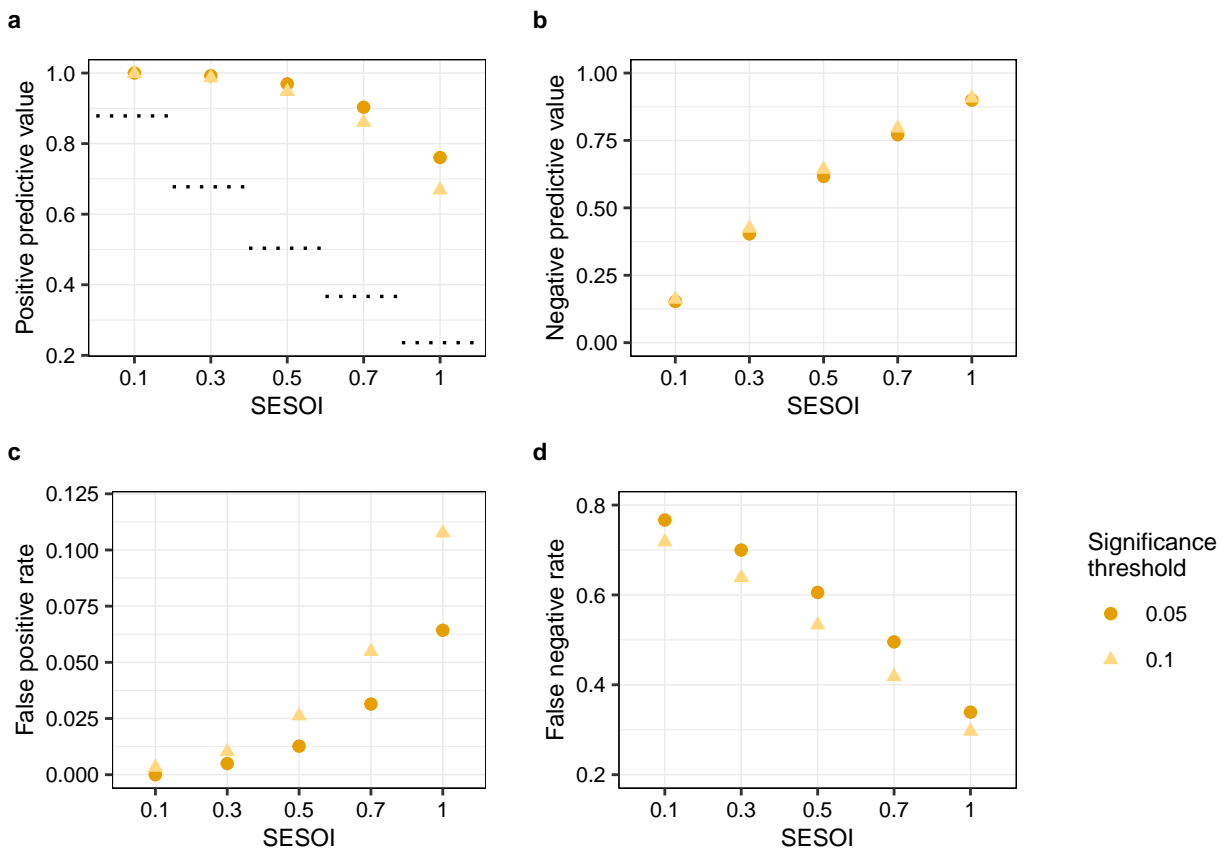 a
Positive predictive value
1.0
0.8
0.6
0.4
0.2
0.1 0.3 0.5 0.7 1
SESOI
b
Negative predictive value
1.00
0.75
0.50
0.25
0.00
0.1 0.3 0.5 0.7 1
SESOI
c
False positive rate
0.125
0.100
0.075
0.050
0.025
0.000
0.1 0.3 0.5 0.7 1
SESOI
d
False negative rate
0.8
0.6
0.4
0.2
0.1 0.3 0.5 0.7 1
SESOI
Significance
threshold
0.05
0.1